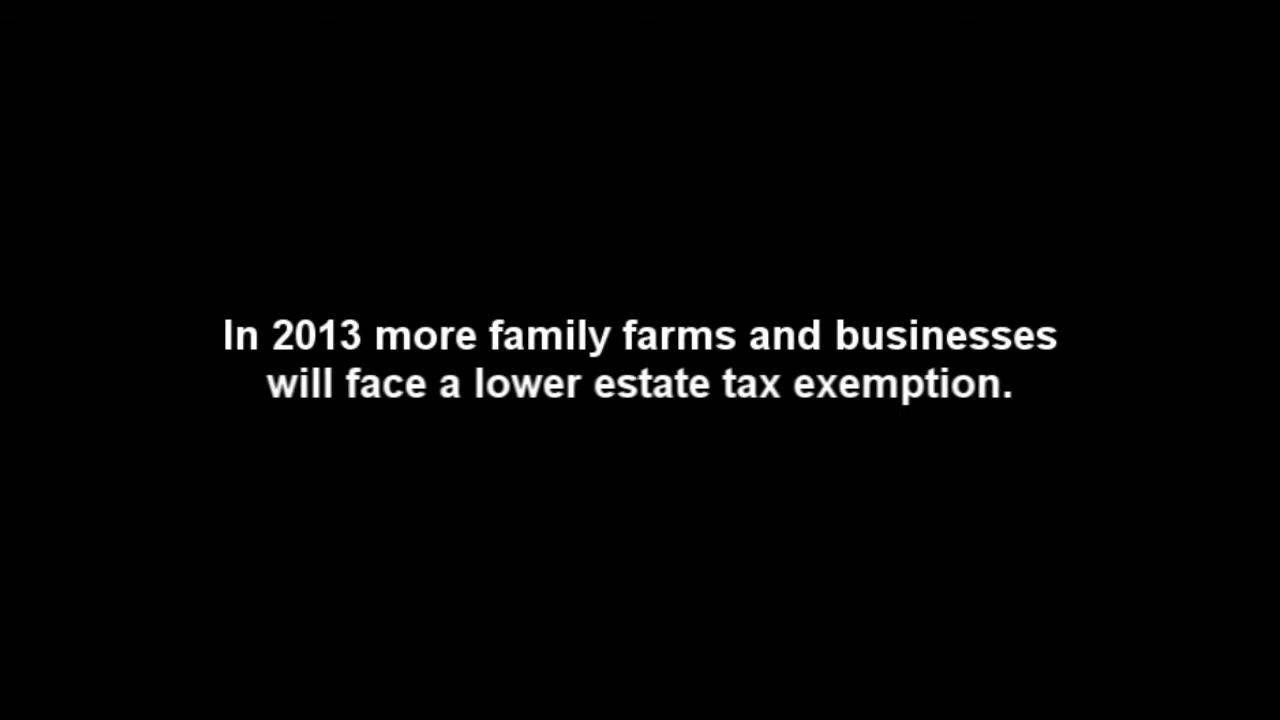 In 2013 more family farms and businesses
will face a lower estate tax exemption.